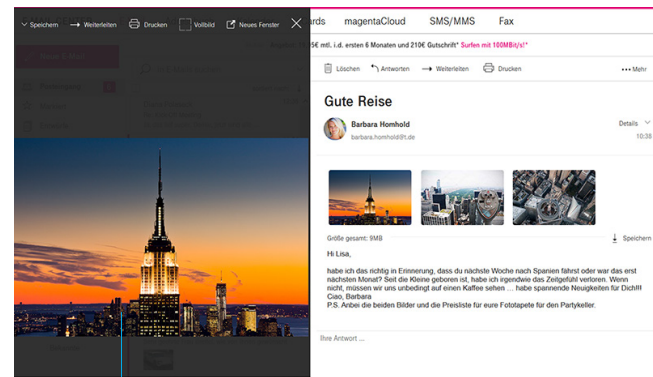 Speichern Weiterleiten Drucken Vollbild Neues Fenster
rds magentaCloud SMS/MMS Fax
5€ mtl. i.d. ersten 6 Monaten und 210€ Gutschrift* Surfen mit 100MBit/s!*
Löschen Antworten Weiterleiten Drucken Mehr
Gute Reise
Barbara Homhold Details
barbara.homhold@t.de 10:38
Größe gesamt: 9MB Speichern
Hi Lisa,
habe ich das richtig in Erinnerung, dass du nächste Woche nach Spanien fährst oder war das erst
nächsten Monat? Seit die Kleine geboren ist, habe ich irgendwie das Zeitgefühl verloren. Wenn
nicht, müssen wir uns unbedingt auf einen Kaffee sehen ... habe spannende Neuigkeiten für Dich!!!
Ciao, Barbara
P.S. Anbei die beiden Bilder und die Preisliste für eure Fototapete für den Partykeller.
Ihre Antwort ...